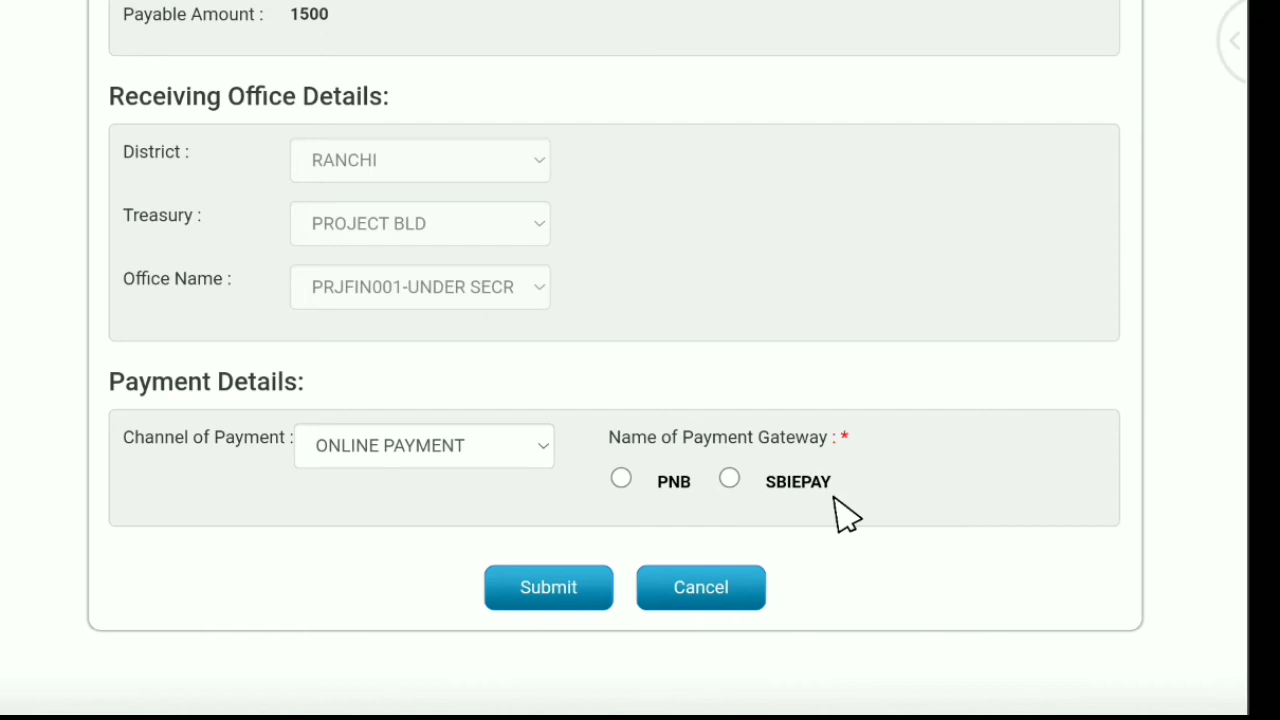 Payable Amount : 1500
Receiving Office Details:
District : RANCHI
Treasury : PROJECT BLD
Office Name : PRJFIN001-UNDER SECR
Payment Details:
Channel of Payment : ONLINE PAYMENT Name of Payment Gateway : *
PNB SBIEPAY
Submit Cancel